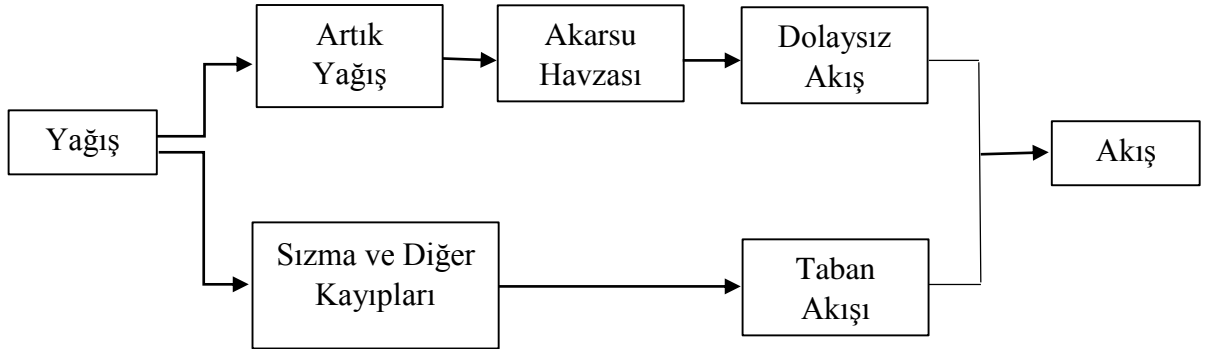 Yağış
Artık
Yağış
Akarsu
Havzası
Dolaysız
Akış
Sızma ve Diğer
Kayıpları
Taban
Akışı
Akış